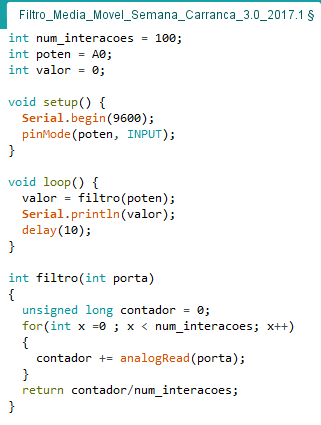 Filtro_Media_Movel_Semana_Carranca_3.0_2017.1 §
int num_interacoes = 100;
int poten = A0;
int valor = 0;
void setup() {
Serial.begin(9600);
pinMode(poten, INPUT);
}
void loop() {
valor = filtro(poten);
Serial.println(valor);
delay(10);
}
int filtro(int porta)
{
unsigned long contador = 0;
for(int x =0 ; x < num_interacoes; x++)
{
contador += analogRead(porta);
}
return contador/num_interacoes;
}